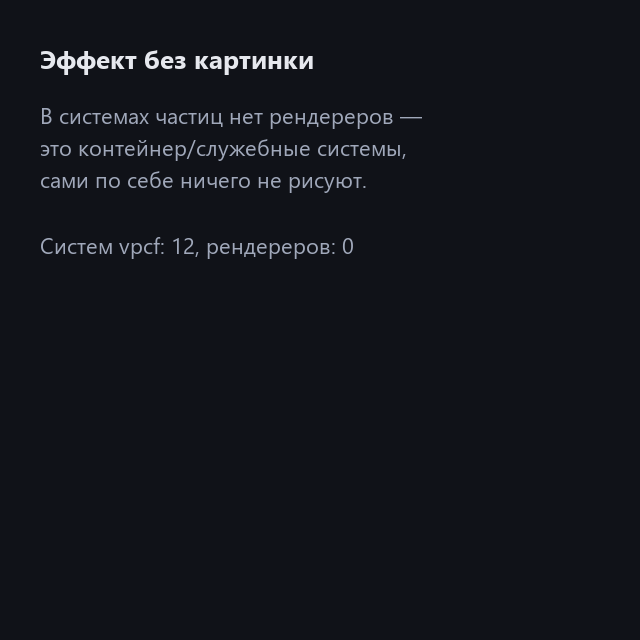 Эффект без картинки
В системах частиц нет рендереров —
это контейнер/служебные системы,
сами по себе ничего не рисуют.
Систем vpcf: 12, рендереров: 0